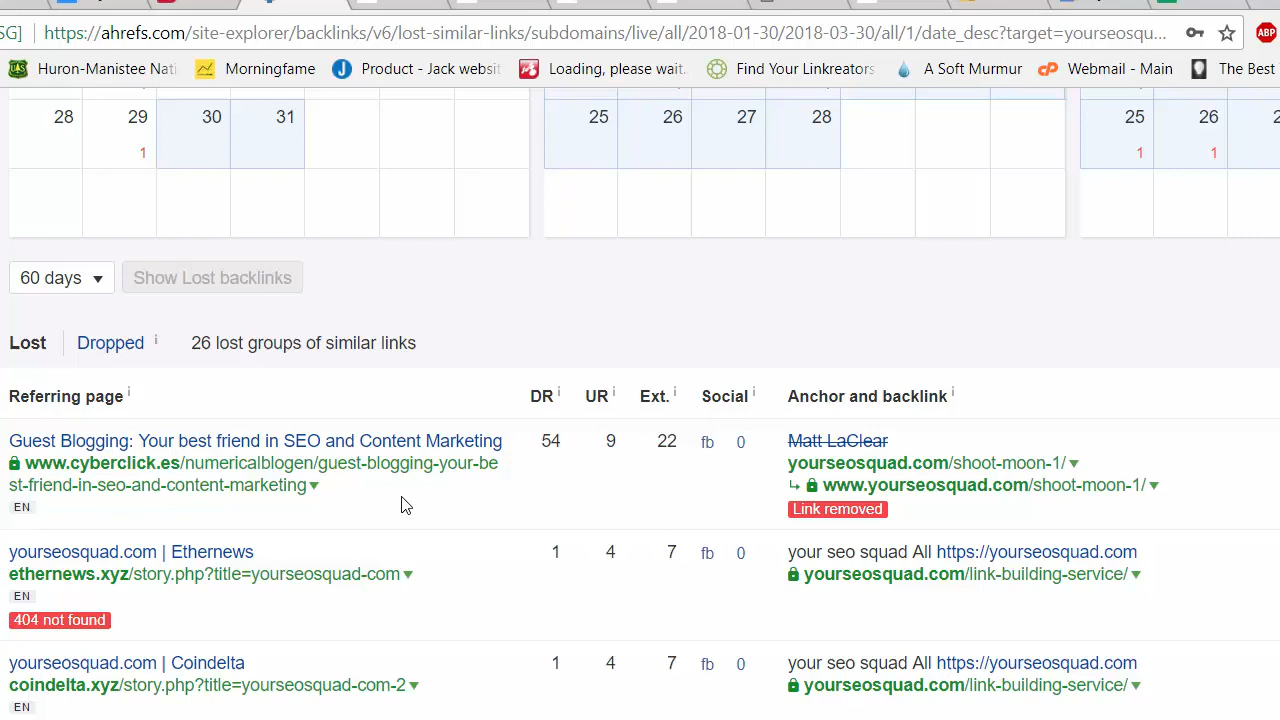 SG] https://ahrefs.com/site-explorer/backlinks/v6/lost-similar-links/subdomains/live/all/2018-01-30/2018-03-30/all/1/date_desc?target=yourseosqu... ABP
Huron-Manistee Nati Morningfame Product - Jack websit Loading, please wait. Find Your Linkreators A Soft Murmur Webmail - Main The Best
28 29 30 31 25 26 27 28 25 26 2
1 1 1
60 days Show Lost backlinks
Lost Dropped i 26 lost groups of similar links
Referring page i DR i UR i Ext. i Social i Anchor and backlink i
Guest Blogging: Your best friend in SEO and Content Marketing 54 9 22 fb 0 Matt LaClear
www.cyberclick.es/numericalblogen/guest-blogging-your-be yourseosquad.com/shoot-moon-1/
st-friend-in-seo-and-content-marketing www.yourseosquad.com/shoot-moon-1/
EN Link removed
yourseosquad.com | Ethernews 1 4 7 fb 0 your seo squad All https://yourseosquad.com
ethernews.xyz/story.php?title=yourseosquad-com yourseosquad.com/link-building-service/
EN
404 not found
yourseosquad.com | Coindelta 1 4 7 fb 0 your seo squad All https://yourseosquad.com
coindelta.xyz/story.php?title=yourseosquad-com-2 yourseosquad.com/link-building-service/
EN